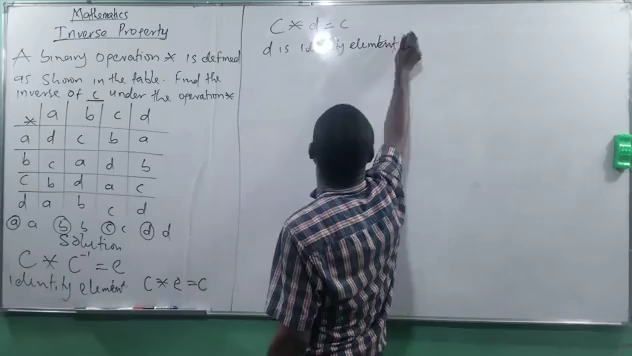 Mathematics
Inverse Property
A binary operation * is defined
as shown in the table. Find the
inverse of c under the operation *
* a b c d
a d c b a
b c a d b
c b d a c
d a b c d
(a) a (b) b (c) c (d) d
Solution
C * C⁻¹ = e
Identity element C * e = C
C * d = c
d is identity element